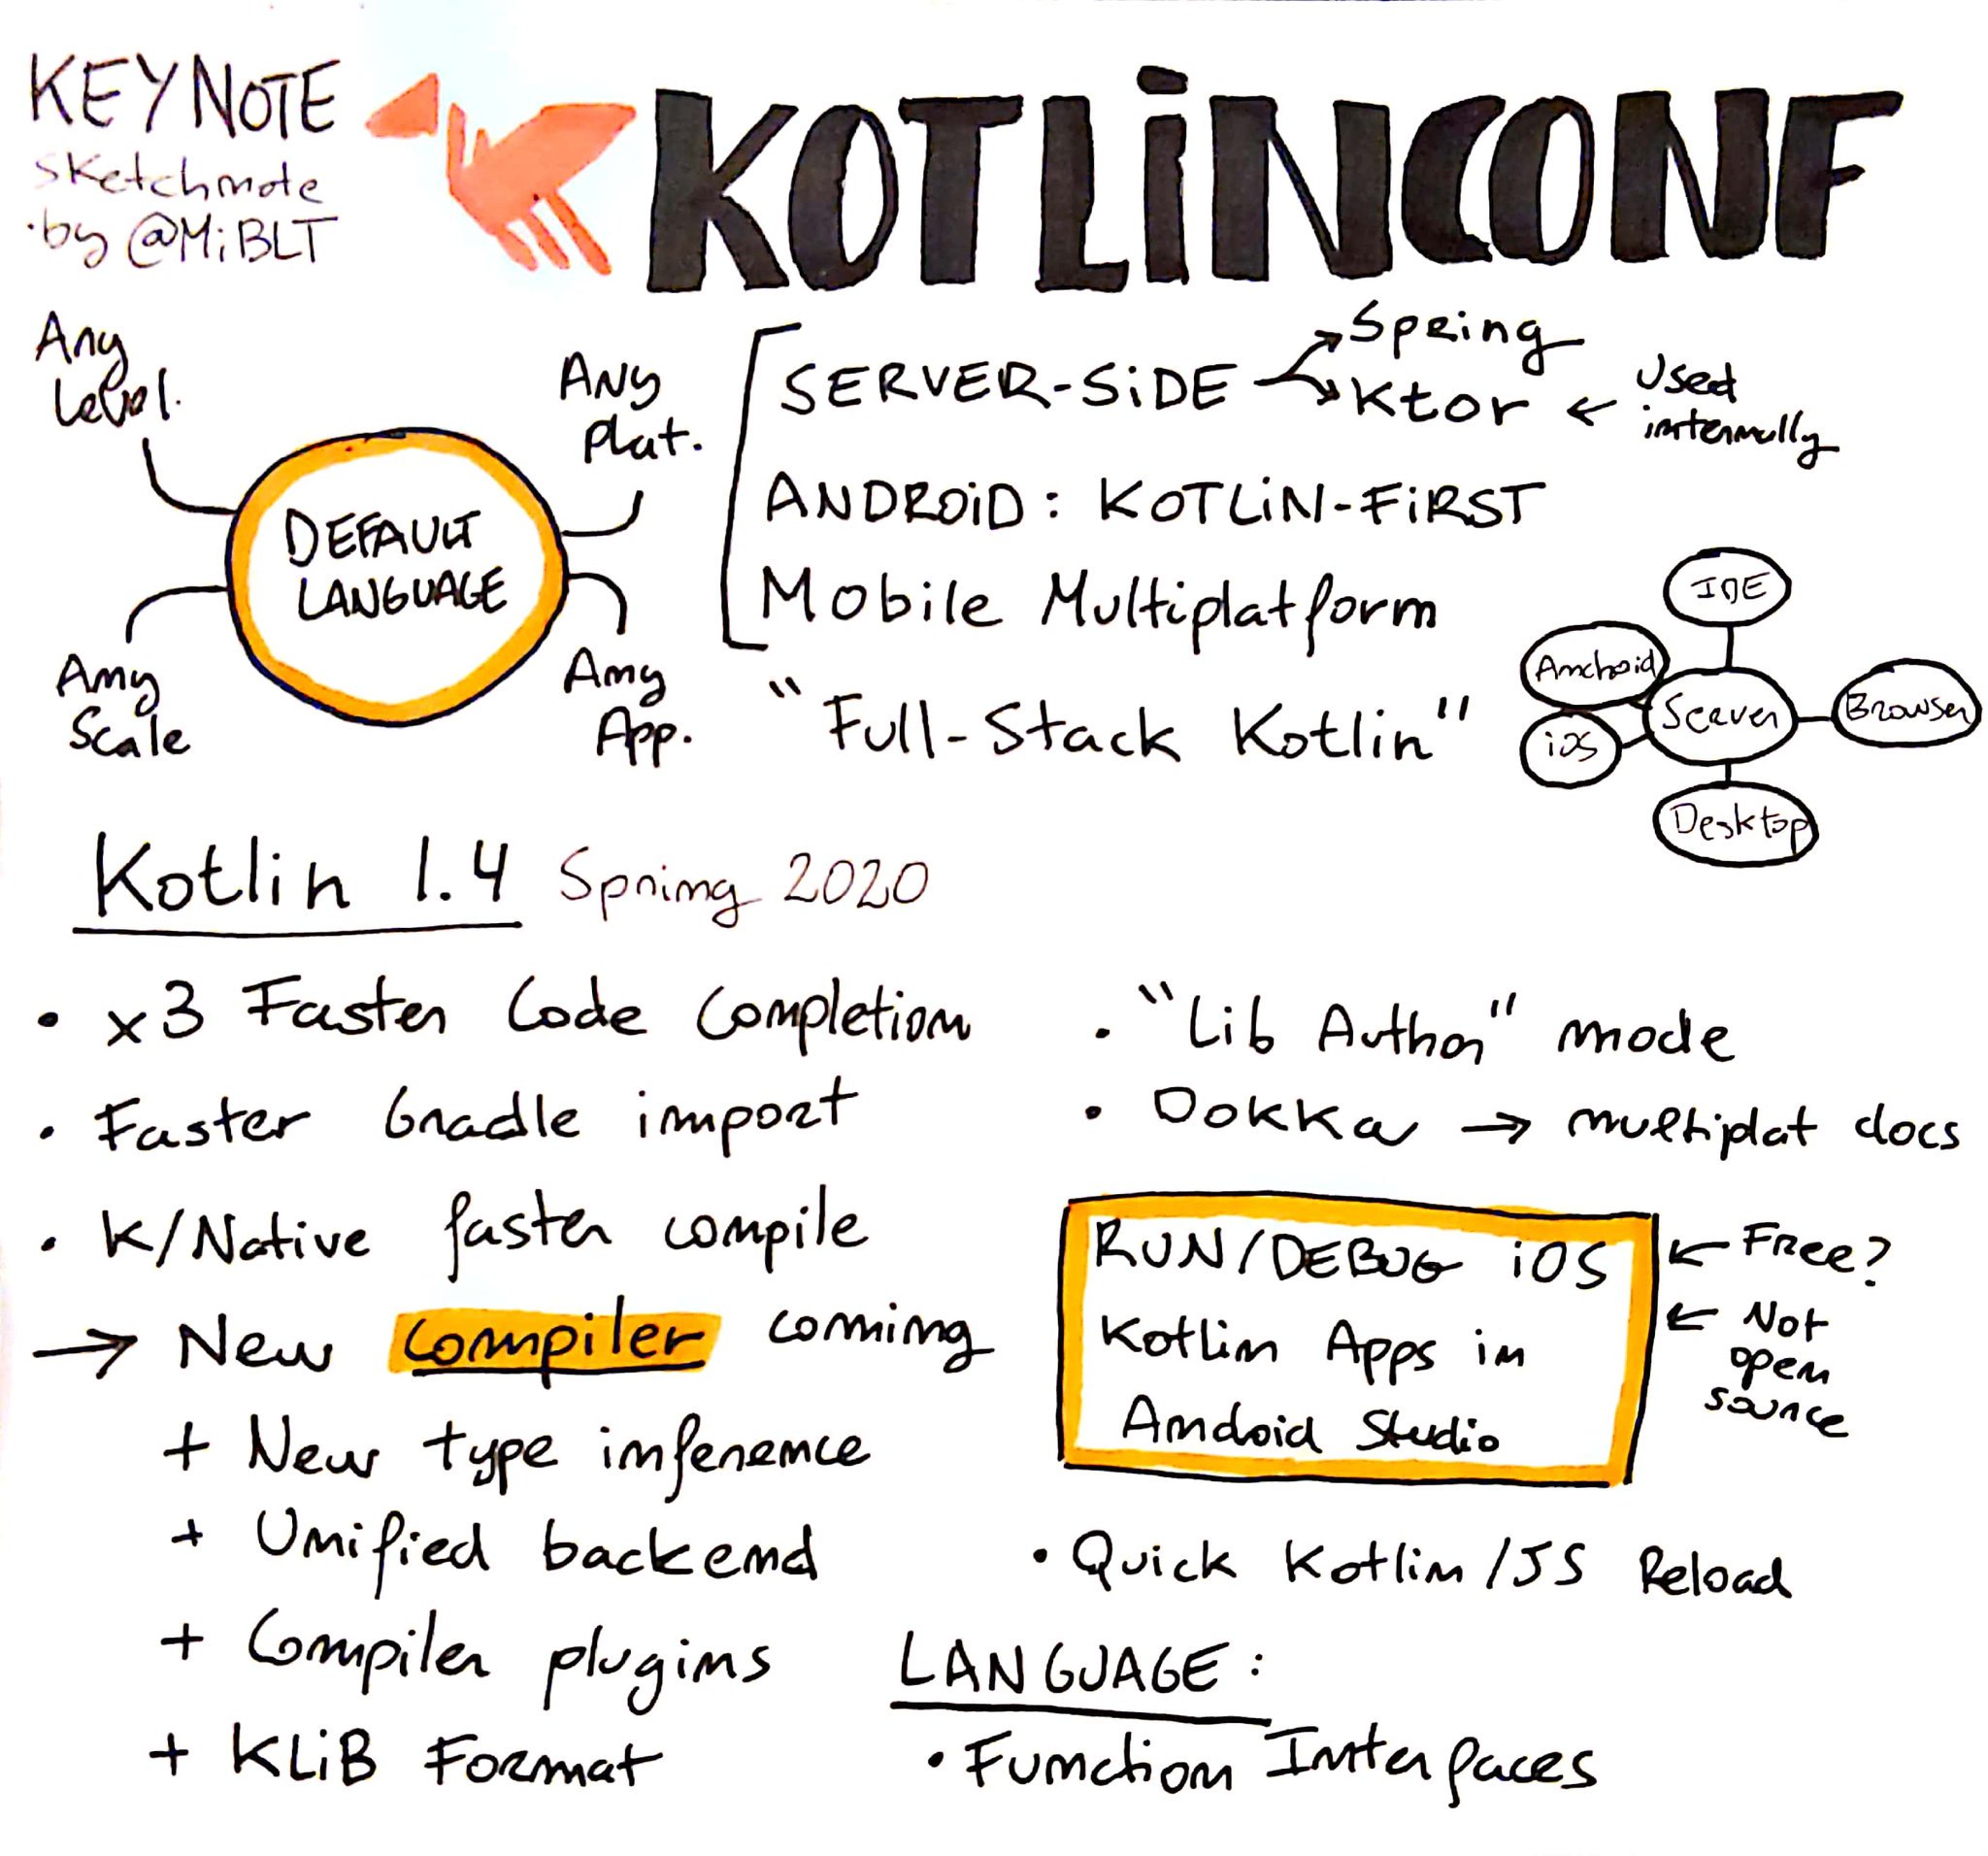 KEYNOTE
sketchnote
by @MiBLT
KOTLiNCONF
Any
Level.
Any
Plat.
DEFAULT
LANGUAGE
Any
Scale
Any
App.
SERVER-SiDE
Spring
Ktor ← Used
internally
ANDROiD: KOTLiN-FiRST
Mobile Multiplatform
"Full-Stack Kotlin"
IDE
Android
iOS
Server
Browser
Desktop
Kotlin 1.4 Spring 2020
• x3 Faster Code Completion
• Faster Gradle import
• K/Native faster compile
→ New compiler coming
+ New type inference
+ Unified backend
+ Compiler plugins
+ KLiB Format
• "Lib Author" mode
• Dokka → multiplat docs
RUN/DEBUG iOS
Kotlin Apps in
Andoid Studio
← Free?
← Not
open
source
• Quick Kotlin/JS Reload
LANGUAGE:
• Function Interfaces